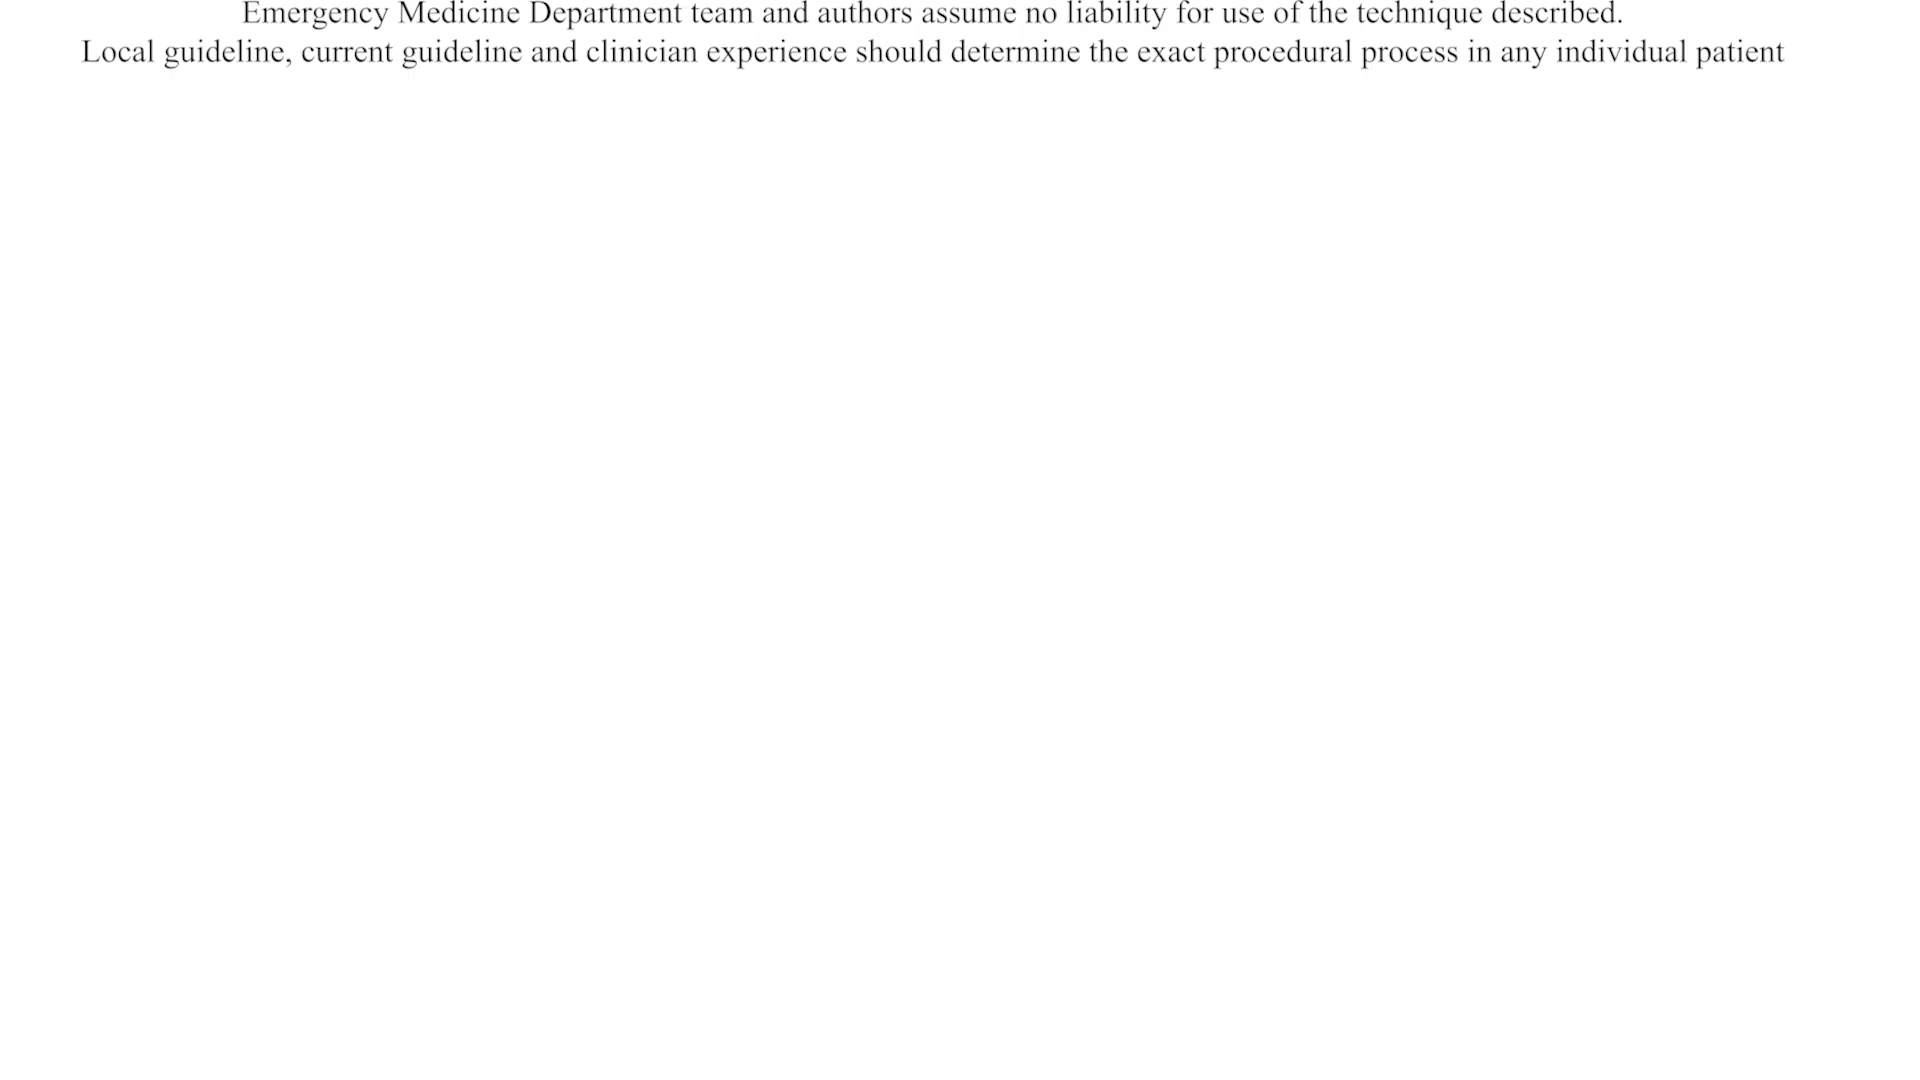 Emergency Medicine Department team and authors assume no liability for use of the technique described.
Local guideline, current guideline and clinician experience should determine the exact procedural process in any individual patient